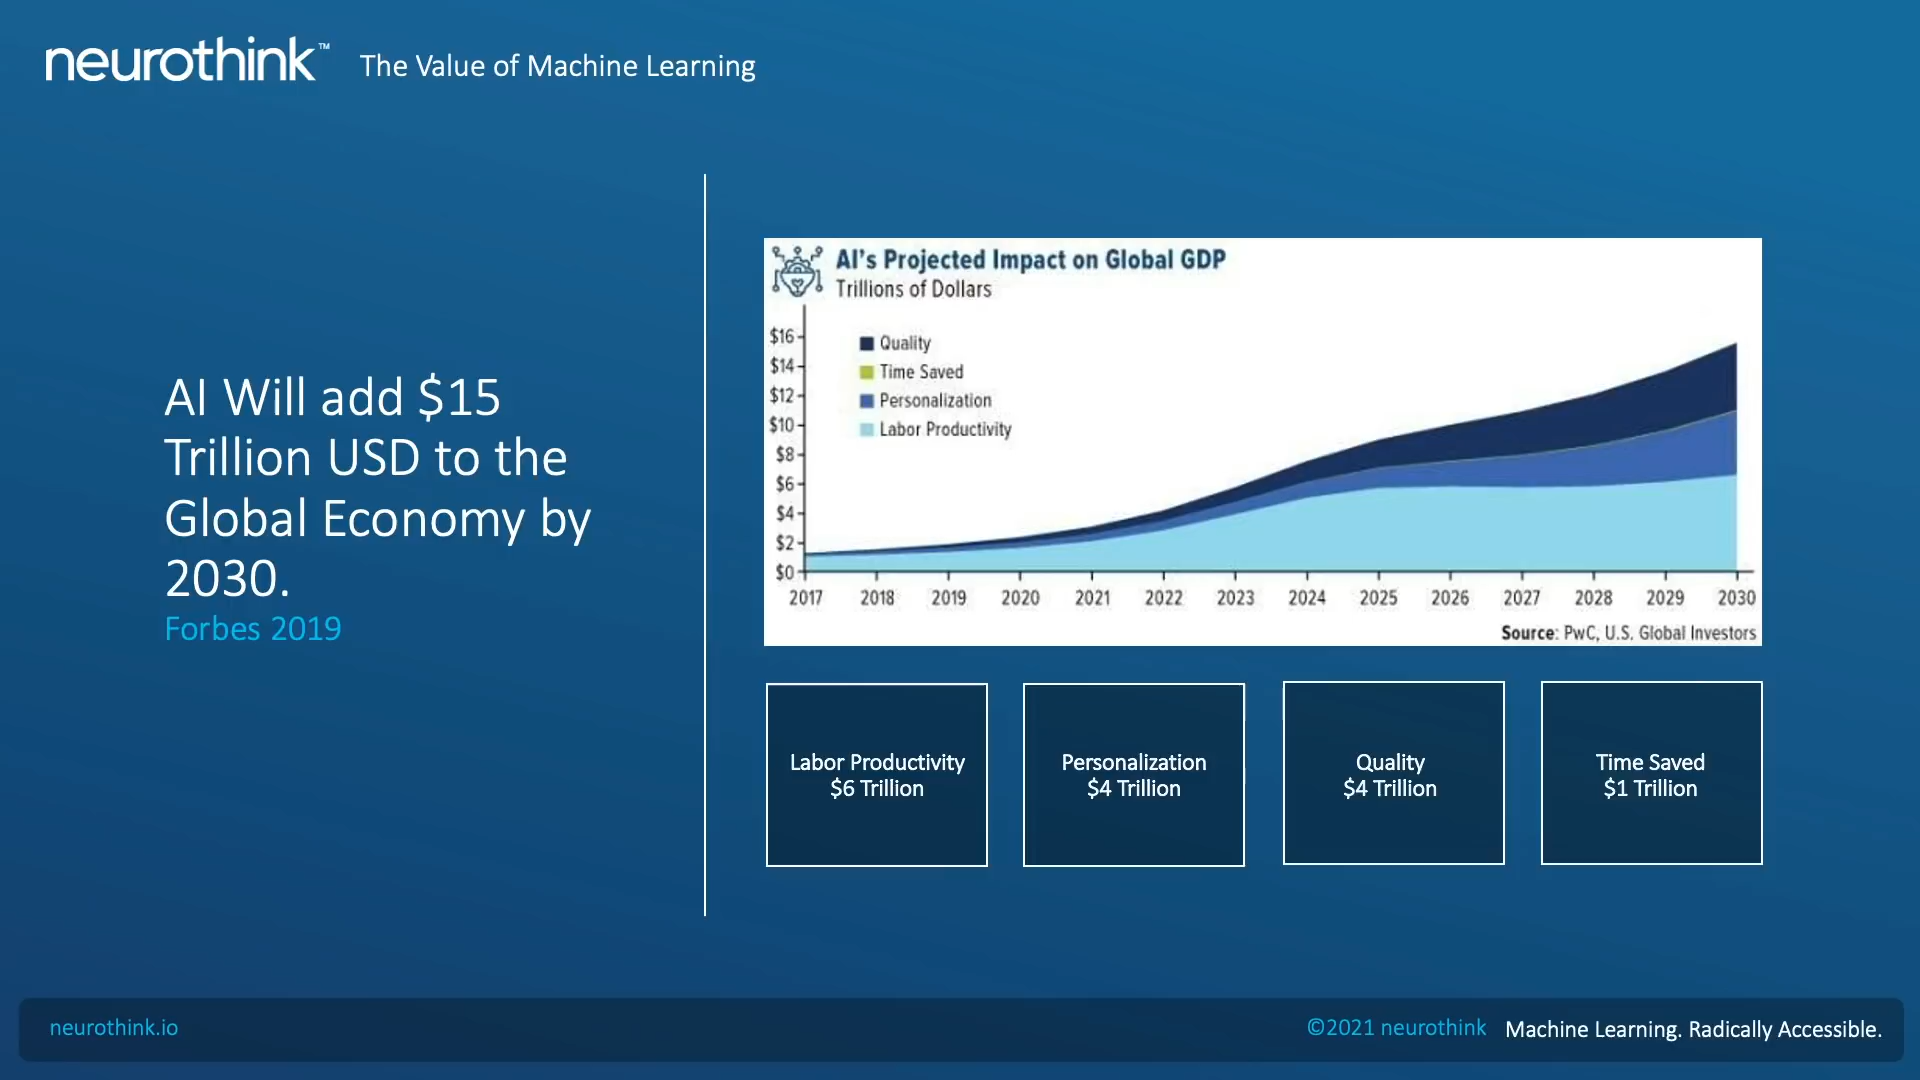 neurothink™
The Value of Machine Learning
AI Will add $15
Trillion USD to the
Global Economy by
2030.
Forbes 2019
AI's Projected Impact on Global GDP
Trillions of Dollars
$16
$14
$12
$10
$8
$6
$4
$2
$0
Quality
Time Saved
Personalization
Labor Productivity
2017 2018 2019 2020 2021 2022 2023 2024 2025 2026 2027 2028 2029 2030
Source: PwC, U.S. Global Investors
Labor Productivity
$6 Trillion
Personalization
$4 Trillion
Quality
$4 Trillion
Time Saved
$1 Trillion
neurothink.io
©2021 neurothink
Machine Learning. Radically Accessible.